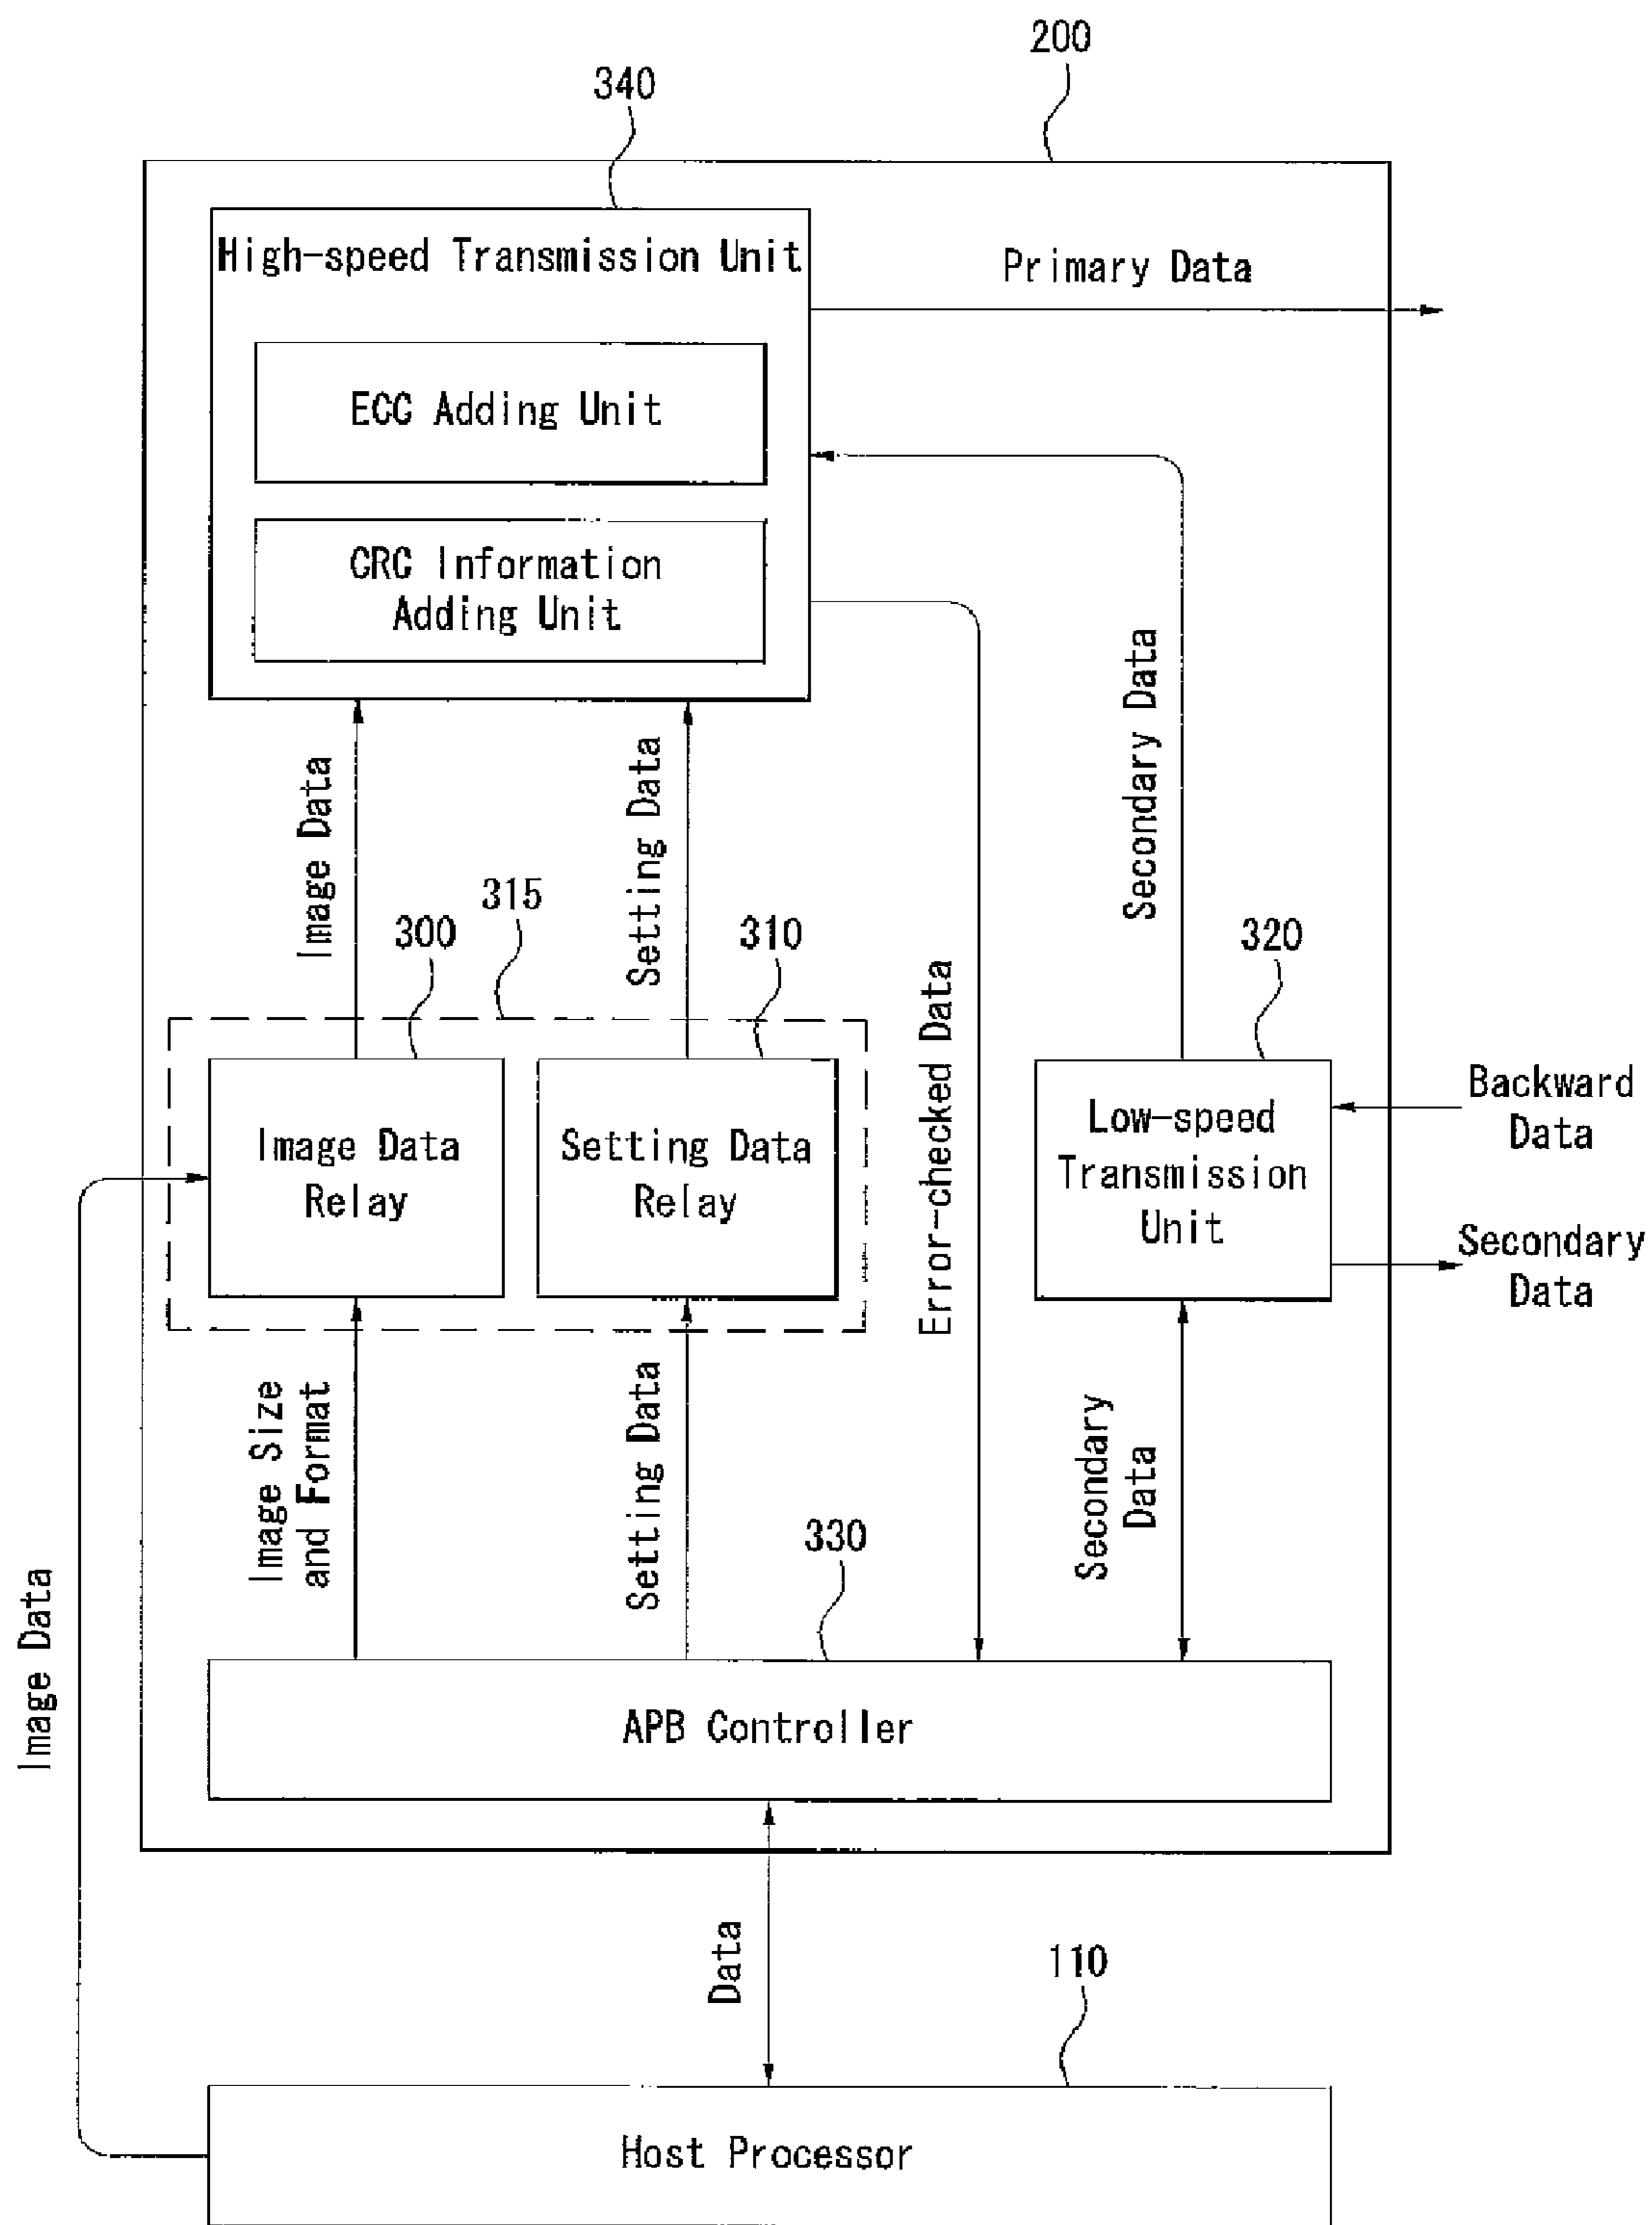 200
340
High-speed Transmission Unit
Primary Data
ECC Adding Unit
CRC Information
Adding Unit
Image Data
Setting Data
Secondary Data
315
300
310
320
Error-checked Data
Image Data
Relay
Setting Data
Relay
Low-speed
Transmission
Unit
Backward
Data
Secondary
Data
Image Size
and Format
Setting Data
Secondary
Data
330
Image Data
APB Controller
Data
110
Host Processor